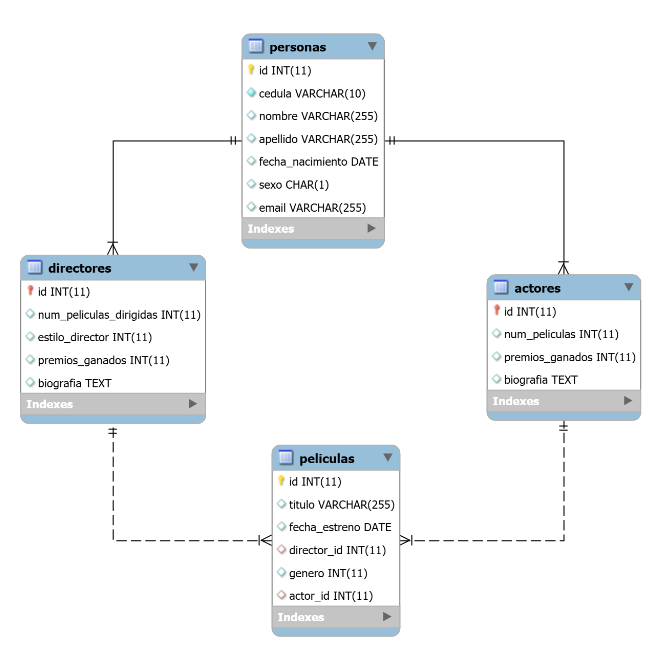 personas
id INT(11)
cedula VARCHAR(10)
nombre VARCHAR(255)
apellido VARCHAR(255)
fecha_nacimiento DATE
sexo CHAR(1)
email VARCHAR(255)
Indexes
directores
id INT(11)
num_peliculas_dirigidas INT(11)
estilo_director INT(11)
premios_ganados INT(11)
biografia TEXT
Indexes
actores
id INT(11)
num_peliculas INT(11)
premios_ganados INT(11)
biografia TEXT
Indexes
peliculas
id INT(11)
titulo VARCHAR(255)
fecha_estreno DATE
director_id INT(11)
genero INT(11)
actor_id INT(11)
Indexes